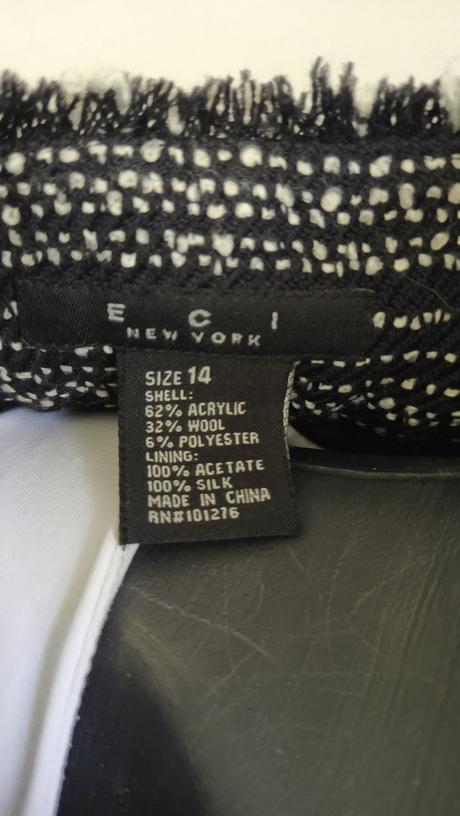 E C I
NEW YORK
SIZE 14
SHELL:
62% ACRYLIC
32% WOOL
6% POLYESTER
LINING:
100% ACETATE
100% SILK
MADE IN CHINA
RN#101276